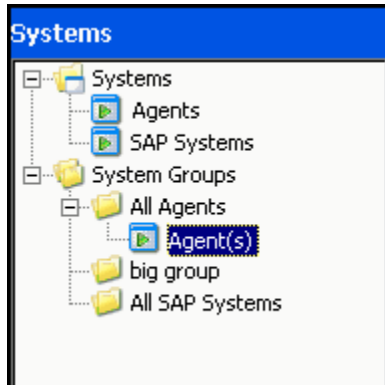 Systems
Systems
Agents
SAP Systems
System Groups
All Agents
Agent(s)
big group
All SAP Systems